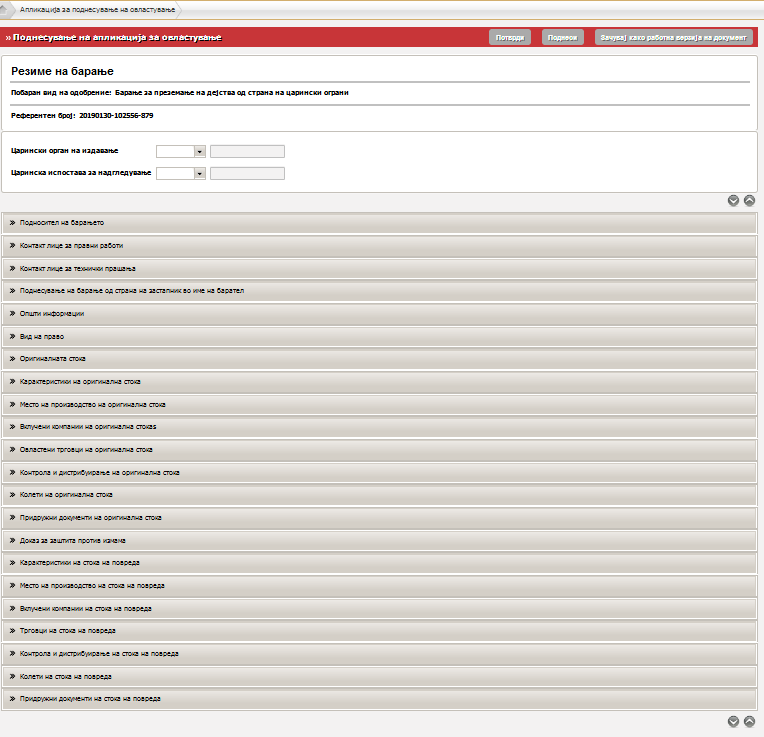 Апликација за поднесување на овластување
» Поднесување на апликација за овластување
Потврди
Поднеси
Зачувај како работна верзија на документ
Резиме на барање
Побаран вид на одобрение: Барање за преземање на дејства од страна на царински ограни
Референтен број: 20190130-102556-879
Царински орган на издавање
Царинска испостава за надгледување
» Подносител на барањето
» Контакт лице за правни работи
» Контакт лице за технички прашања
» Поднесување на барање од страна на застапник во име на барател
» Општи информации
» Вид на право
» Оригиналната стока
» Карактеристики на оригинална стока
» Место на производство на оригинална стока
» Вклучени компании на оригинална стокаs
» Овластени трговци на оригинална стока
» Контрола и дистрибуирање на оригинална стока
» Колети на оригинална стока
» Придружни документи на оригинална стока
» Доказ за заштита против измама
» Карактеристики на стока на повреда
» Место на производство на стока на повреда
» Вклучени компании на стока на повреда
» Трговци на стока на повреда
» Контрола и дистрибуирање на стока на повреда
» Колети на стока на повреда
» Придружни документи на стока на повреда